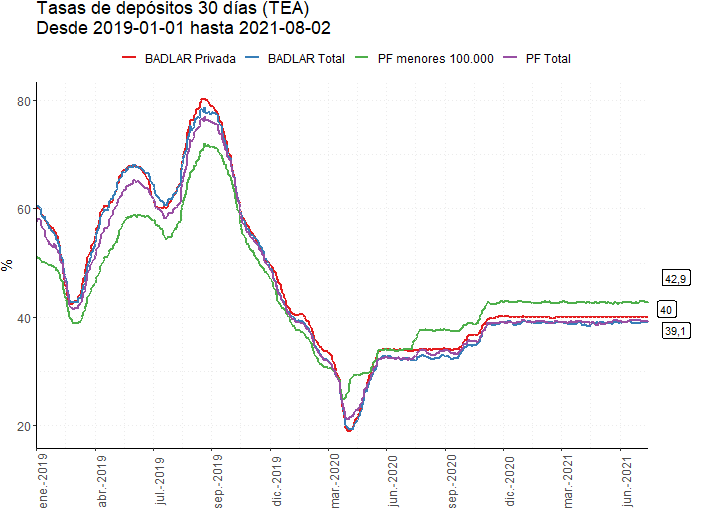 Tasas de depósitos 30 días (TEA)
Desde 2019-01-01 hasta 2021-08-02
BADLAR Privada BADLAR Total PF menores 100.000 PF Total
%
80
60
40
20
42,9
40
39,1
ene.-2019
abr.-2019
jul.-2019
sep.-2019
dic.-2019
mar.-2020
jun.-2020
sep.-2020
dic.-2020
mar.-2021
jun.-2021